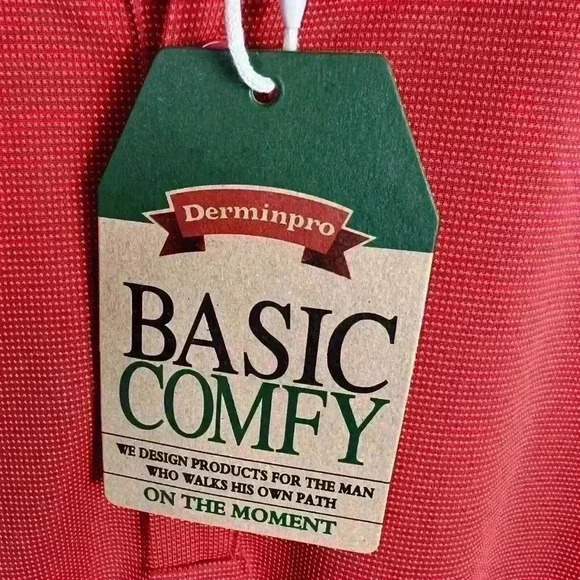 Derminpro
BASIC
COMFY
WE DESIGN PRODUCTS FOR THE MAN
WHO WALKS HIS OWN PATH
ON THE MOMENT